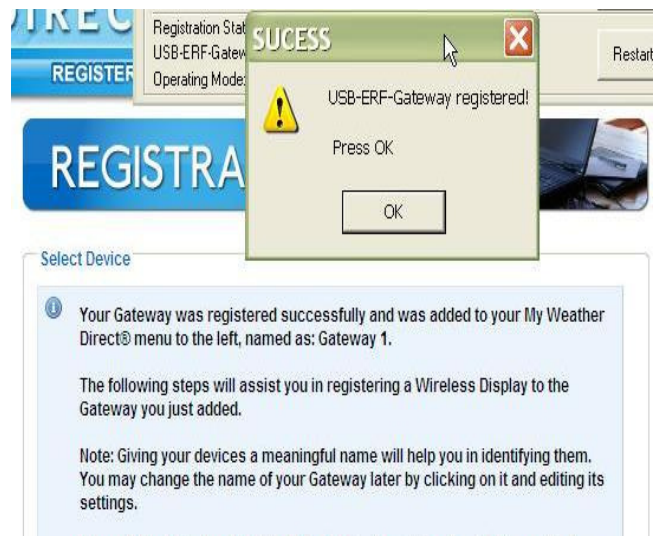 DIREC
REGISTER
Registration Stat
USB-ERF-Gatew
Operating Mode:
Restart
SUCESS
USB-ERF-Gateway registered!
Press OK
OK
REGISTRA
Select Device
Your Gateway was registered successfully and was added to your My Weather
Direct® menu to the left, named as: Gateway 1.
The following steps will assist you in registering a Wireless Display to the
Gateway you just added.
Note: Giving your devices a meaningful name will help you in identifying them.
You may change the name of your Gateway later by clicking on it and editing its
settings.